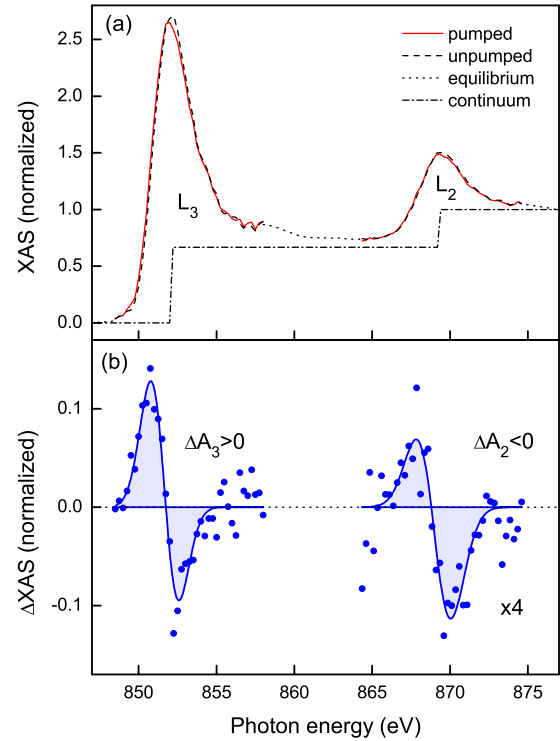 (a)
pumped
unpumped
equilibrium
continuum
L3
L2
XAS (normalized)
2.5
2.0
1.5
1.0
0.5
0.0
(b)
ΔA3>0
ΔA2<0
x4
ΔXAS (normalized)
0.1
0.0
-0.1
850 855 860 865 870 875
Photon energy (eV)